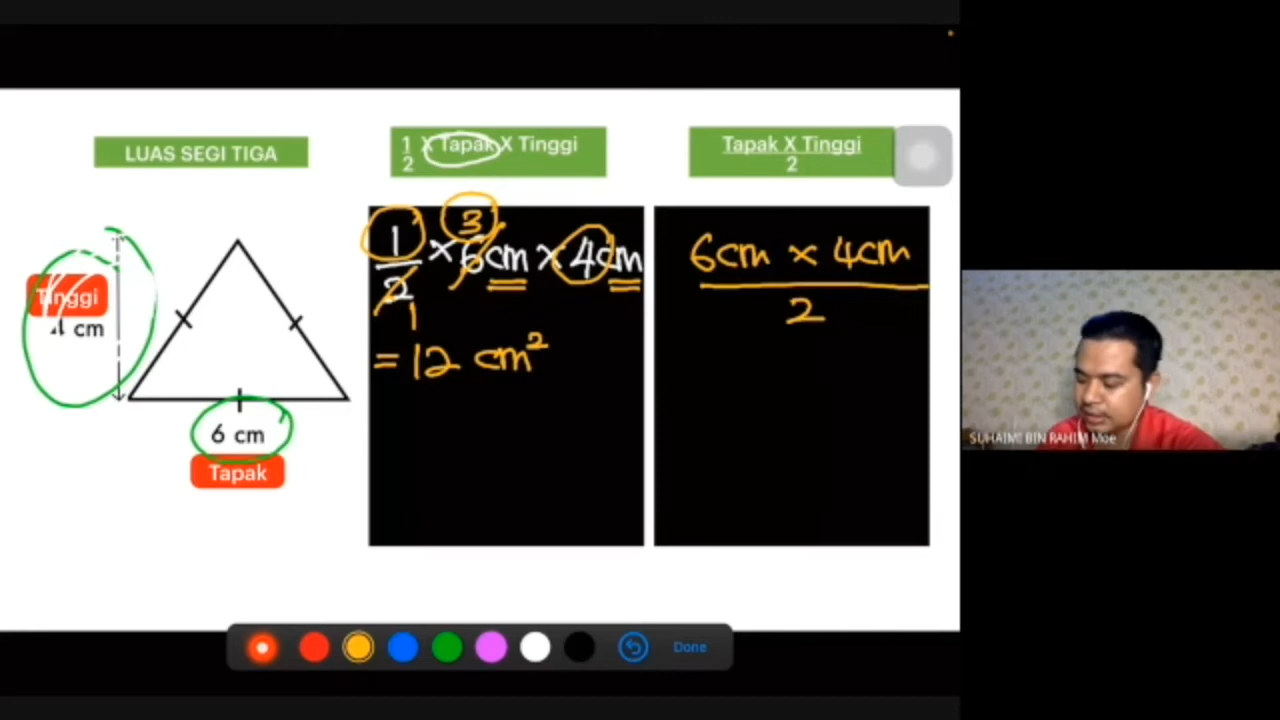 LUAS SEGI TIGA
1
2 X Tapak X Tinggi
Tapak X Tinggi
2
3
1 × 6cm × 4cm
2
1
= 12 cm²
6cm × 4cm
2
Tinggi
4 cm
6 cm
Tapak
SUHAIMI BIN RAHIM Moe
Done